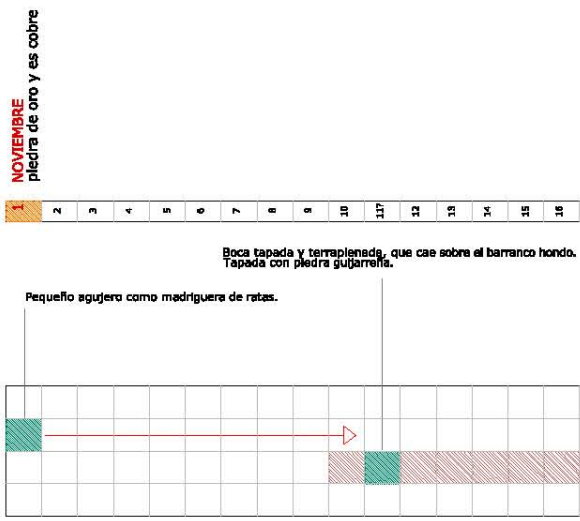 NOVIEMBRE
piedra de oro y es cobre
1 2 3 4 5 6 7 8 9 10 11? 12 13 14 15 16
Boca tapada y terraplenada, que cae sobre el barranco hondo.
Tapada con piedra guijarreña.
Pequeño agujero como madriguera de ratas.